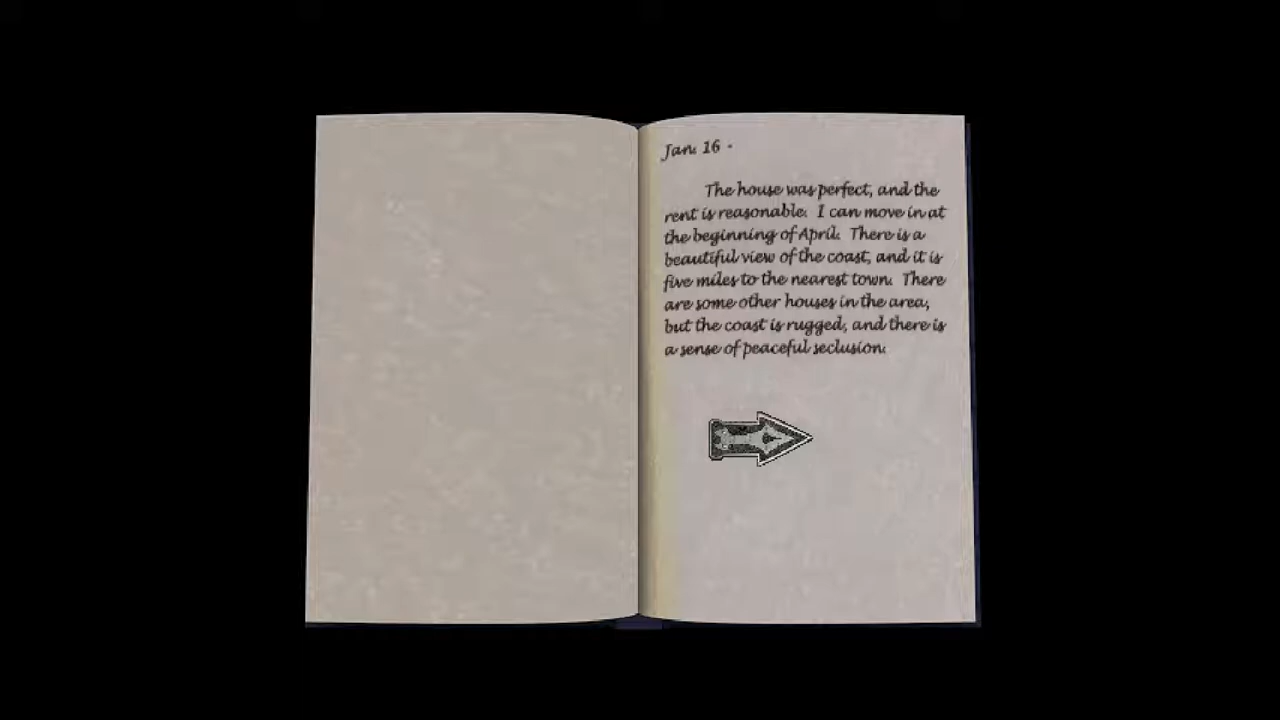 Jan. 16 -
The house was perfect, and the
rent is reasonable. I can move in at
the beginning of April. There is a
beautiful view of the coast, and it is
five miles to the nearest town. There
are some other houses in the area,
but the coast is rugged, and there is
a sense of peaceful seclusion.